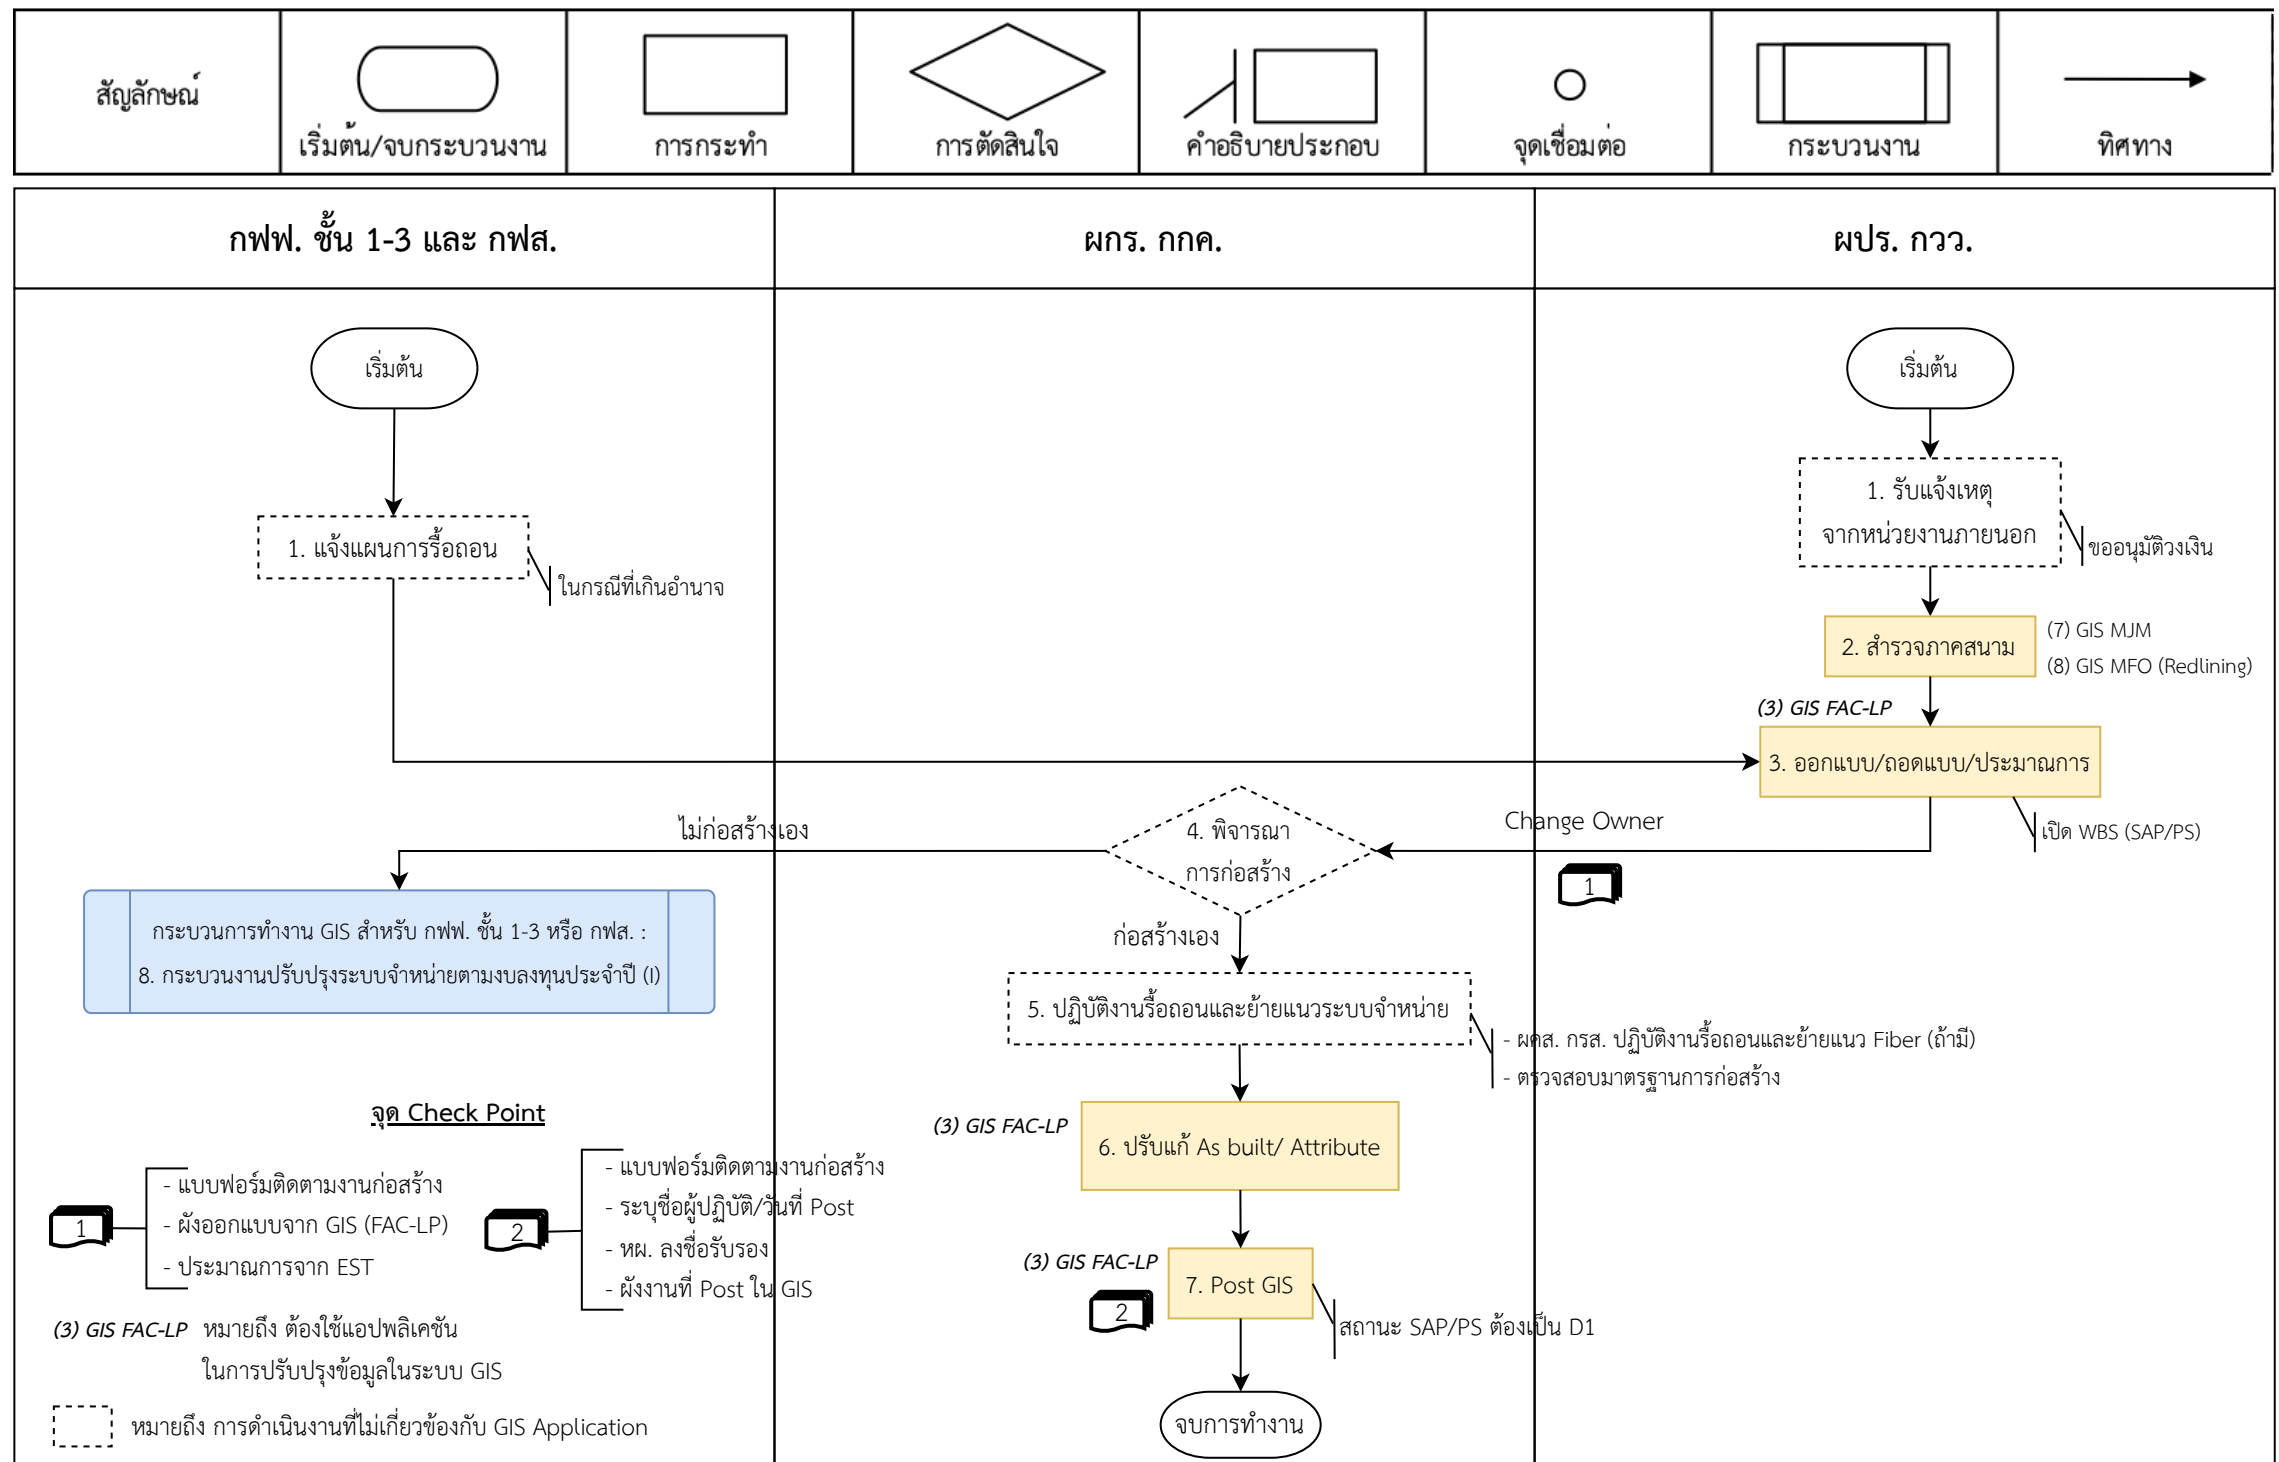 สัญลักษณ์
เริ่มต้น/จบกระบวนงาน
การกระทำ
การตัดสินใจ
คำอธิบายประกอบ
จุดเชื่อมต่อ
กระบวนงาน
ทิศทาง
กฟฟ. ชั้น 1-3 และ กฟส.
ผกร. กกค.
ผปร. กวว.
เริ่มต้น
เริ่มต้น
1. แจ้งแผนการรื้อถอน
ในกรณีที่เกินอำนาจ
1. รับแจ้งเหตุ
จากหน่วยงานภายนอก
ขออนุมัติวงเงิน
2. สำรวจภาคสนาม
(7) GIS MJM
(8) GIS MFO (Redlining)
(3) GIS FAC-LP
3. ออกแบบ/ถอดแบบ/ประมาณการ
เปิด WBS (SAP/PS)
Change Owner
1
4. พิจารณา
การก่อสร้าง
ไม่ก่อสร้างเอง
ก่อสร้างเอง
กระบวนการทำงาน GIS สำหรับ กฟฟ. ชั้น 1-3 หรือ กฟส. :
8. กระบวนงานปรับปรุงระบบจำหน่ายตามงบลงทุนประจำปี (I)
5. ปฏิบัติงานรื้อถอนและย้ายแนวระบบจำหน่าย
- ผคส. กรส. ปฏิบัติงานรื้อถอนและย้ายแนว Fiber (ถ้ามี)
- ตรวจสอบมาตรฐานการก่อสร้าง
(3) GIS FAC-LP
6. ปรับแก้ As built/ Attribute
(3) GIS FAC-LP
2
7. Post GIS
สถานะ SAP/PS ต้องเป็น D1
จบการทำงาน
จุด Check Point
1
- แบบฟอร์มติดตามงานก่อสร้าง
- ผังออกแบบจาก GIS (FAC-LP)
- ประมาณการจาก EST
2
- แบบฟอร์มติดตามงานก่อสร้าง
- ระบุชื่อผู้ปฏิบัติ/วันที่ Post
- หผ. ลงชื่อรับรอง
- ผังงานที่ Post ใน GIS
(3) GIS FAC-LP หมายถึง ต้องใช้แอปพลิเคชัน
ในการปรับปรุงข้อมูลในระบบ GIS
หมายถึง การดำเนินงานที่ไม่เกี่ยวข้องกับ GIS Application